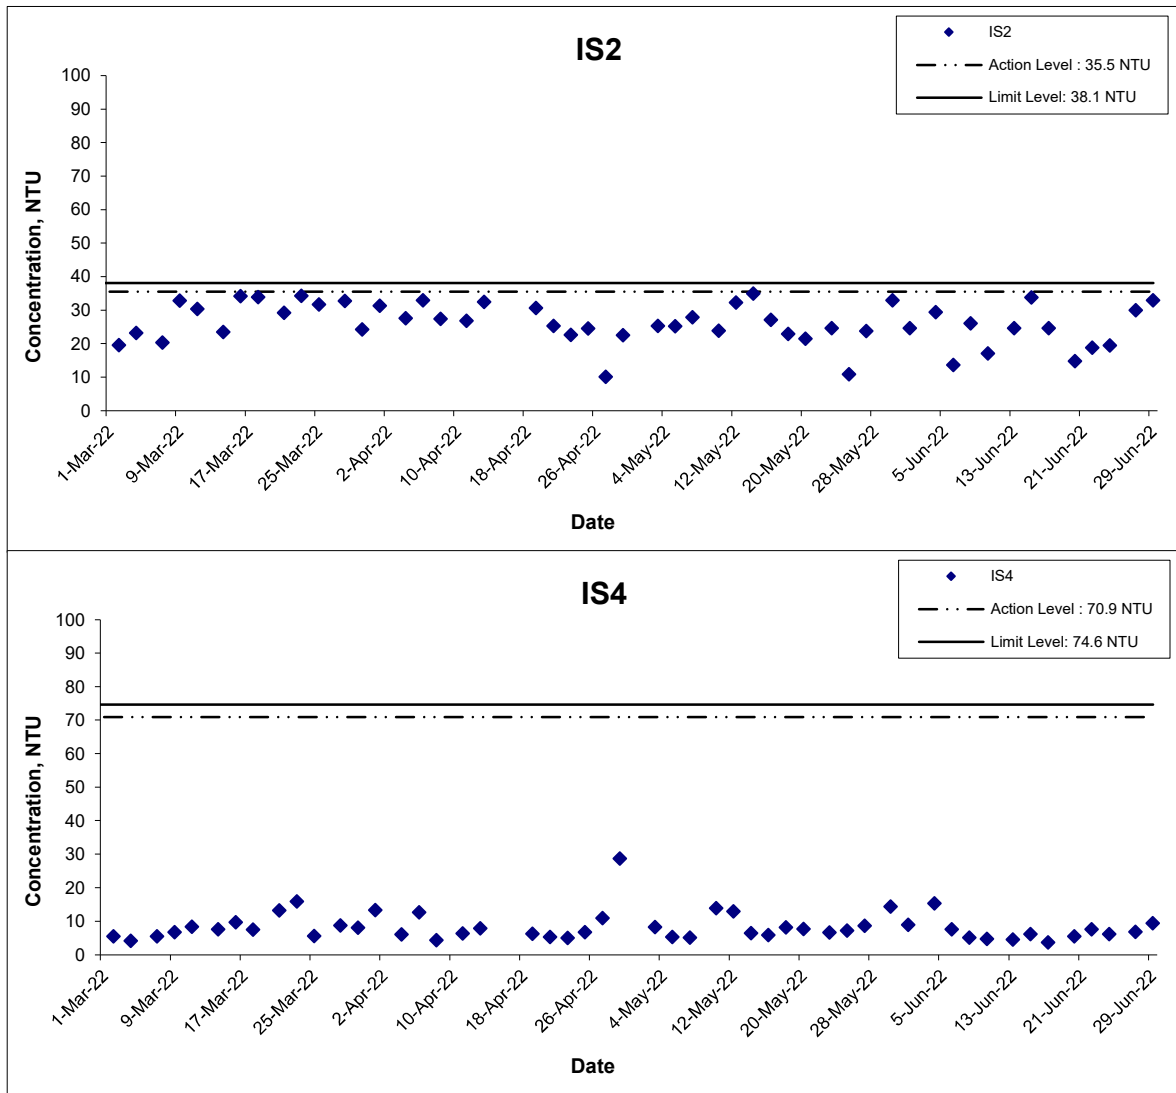 IS2
IS2
Action Level : 35.5 NTU
Limit Level: 38.1 NTU
Concentration, NTU
100
90
80
70
60
50
40
30
20
10
0
1-Mar-22
9-Mar-22
17-Mar-22
25-Mar-22
2-Apr-22
10-Apr-22
18-Apr-22
26-Apr-22
4-May-22
12-May-22
20-May-22
28-May-22
5-Jun-22
13-Jun-22
21-Jun-22
29-Jun-22
Date
IS4
IS4
Action Level : 70.9 NTU
Limit Level: 74.6 NTU
Concentration, NTU
100
90
80
70
60
50
40
30
20
10
0
1-Mar-22
9-Mar-22
17-Mar-22
25-Mar-22
2-Apr-22
10-Apr-22
18-Apr-22
26-Apr-22
4-May-22
12-May-22
20-May-22
28-May-22
5-Jun-22
13-Jun-22
21-Jun-22
29-Jun-22
Date